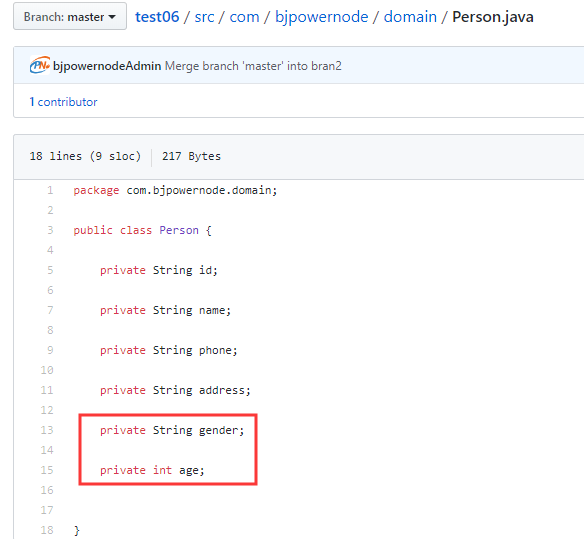 Branch: master test06 / src / com / bjpowernode / domain / Person.java
PN bjpowernodeAdmin Merge branch 'master' into bran2
1 contributor
18 lines (9 sloc) 217 Bytes
1 package com.bjpowernode.domain;
2
3 public class Person {
4
5 private String id;
6
7 private String name;
8
9 private String phone;
10
11 private String address;
12
13 private String gender;
14
15 private int age;
16
17
18 }